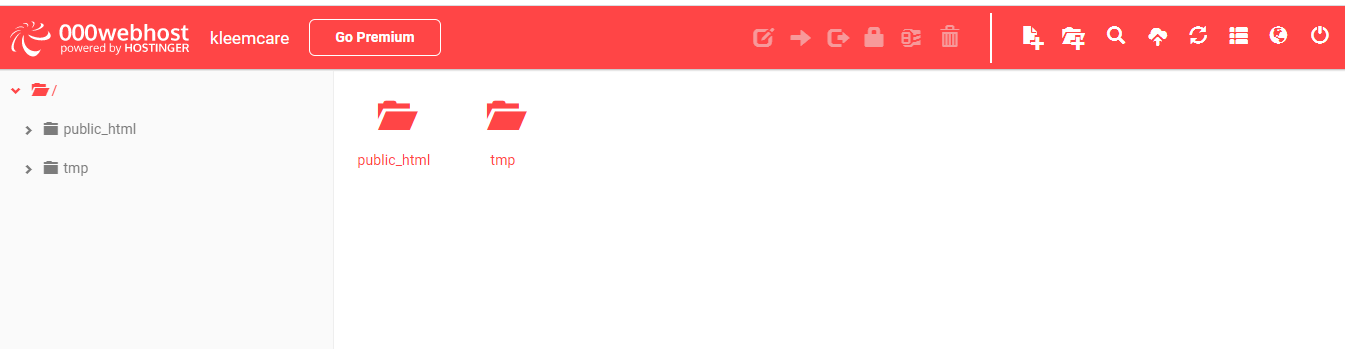 000webhost
powered by HOSTINGER
kleemcare
Go Premium
/
public_html
tmp
public_html
tmp